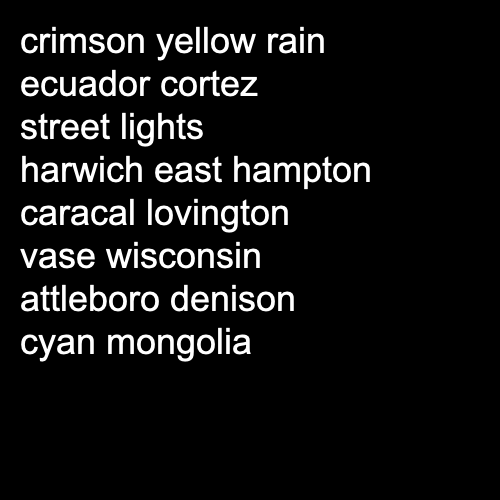 crimson yellow rain
ecuador cortez
street lights
harwich east hampton
caracal lovington
vase wisconsin
attleboro denison
cyan mongolia